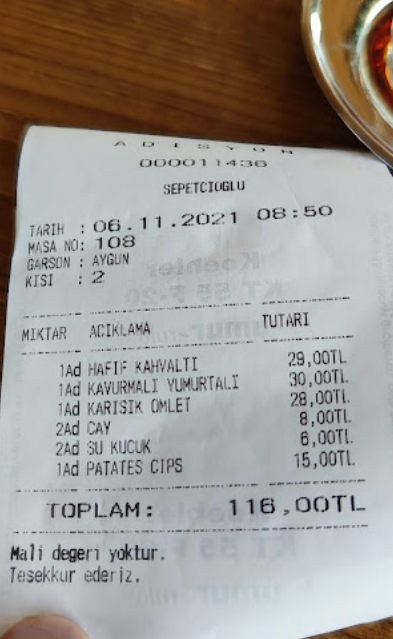 ADISYON
000011436
SEPETCIOGLU
TARIH : 06.11.2021 08:50
MASA NO: 108
GARSON : AYGUN
KISI : 2
MIKTAR ACIKLAMA TUTARI
1Ad HAFIF KAHVALTI 29,00TL
1Ad KAVURMALI YUMURTALI 30,00TL
1Ad KARISIK OMLET 28,00TL
2Ad CAY 8,00TL
2Ad SU KUCUK 6,00TL
1Ad PATATES CIPS 15,00TL
TOPLAM: 116,00TL
Mali degeri yoktur.
Tesekkur ederiz.